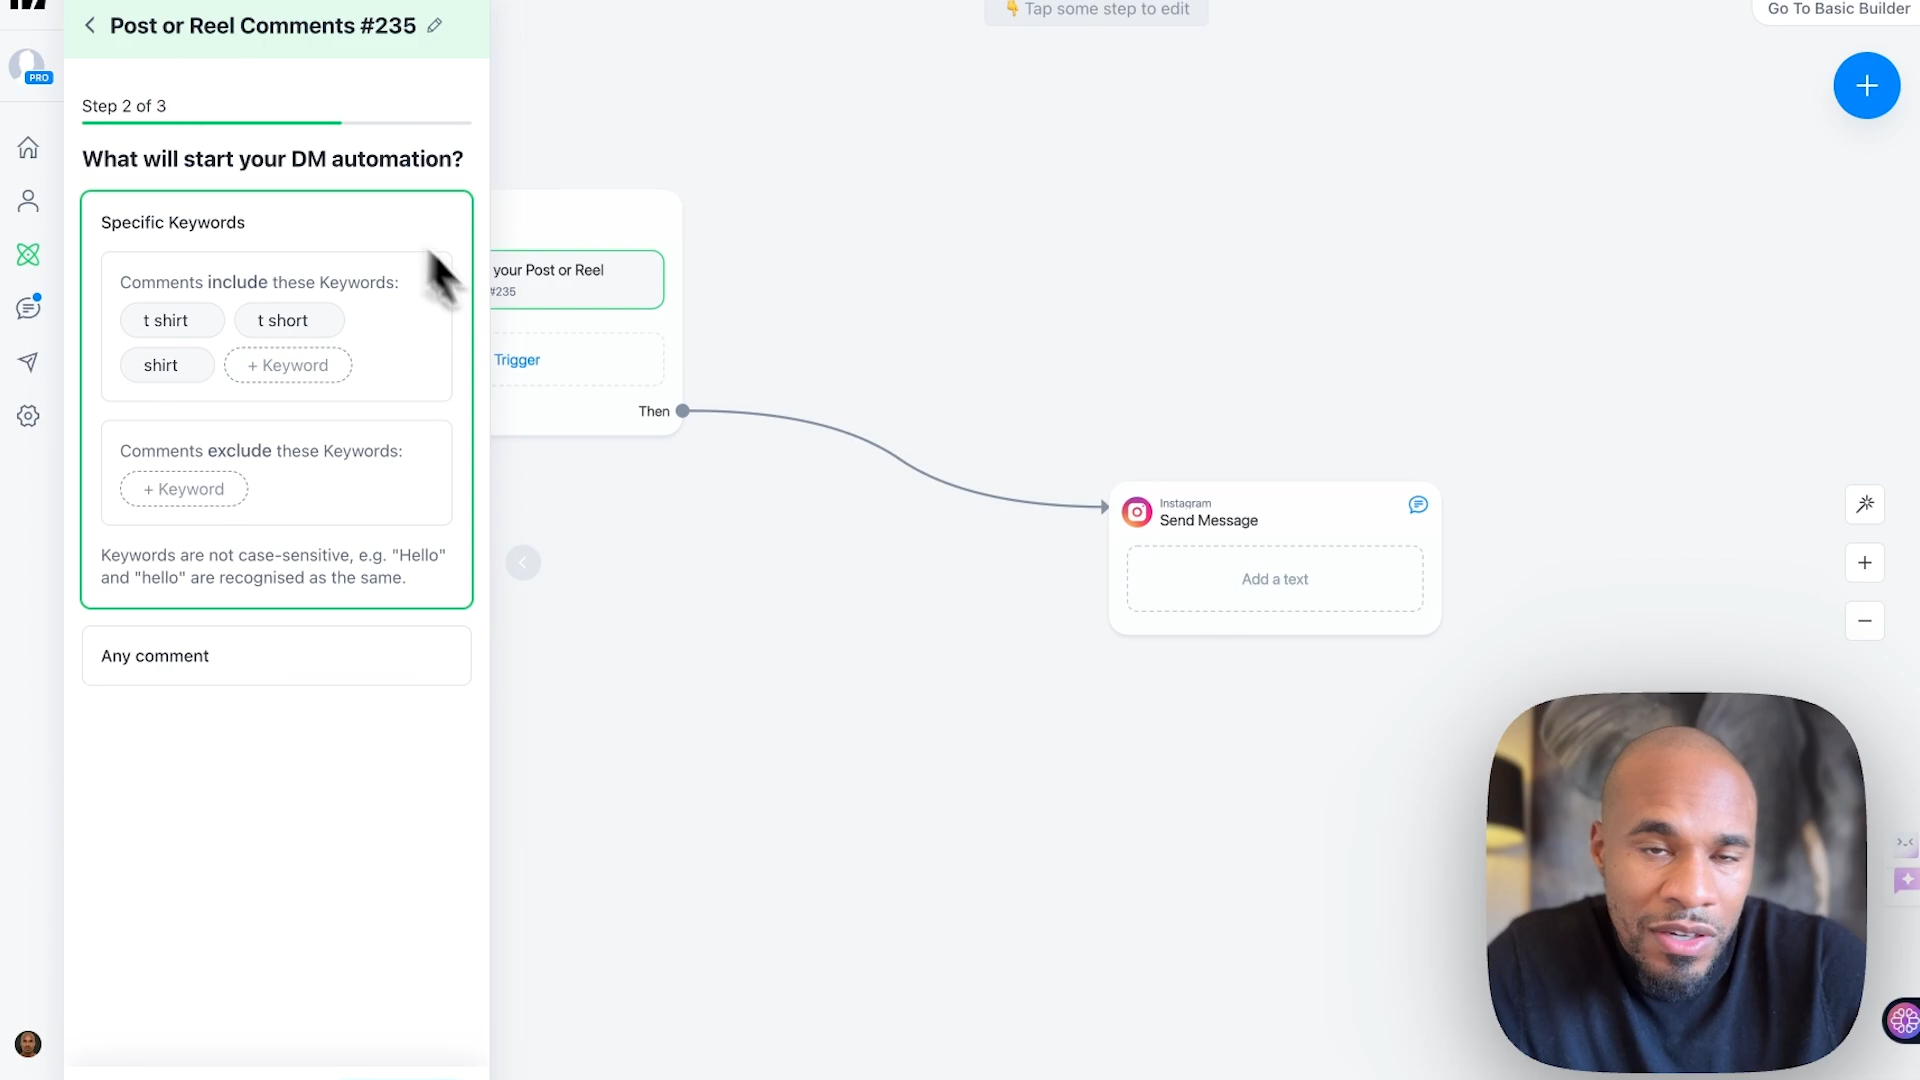 Post or Reel Comments #235
👇 Tap some step to edit
Go To Basic Builder
PRO
Step 2 of 3
What will start your DM automation?
Specific Keywords
Comments include these Keywords:
t shirt
t short
shirt
+ Keyword
Comments exclude these Keywords:
+ Keyword
Keywords are not case-sensitive, e.g. "Hello"
and "hello" are recognised as the same.
Any comment
your Post or Reel
#235
Trigger
Then
Instagram
Send Message
Add a text